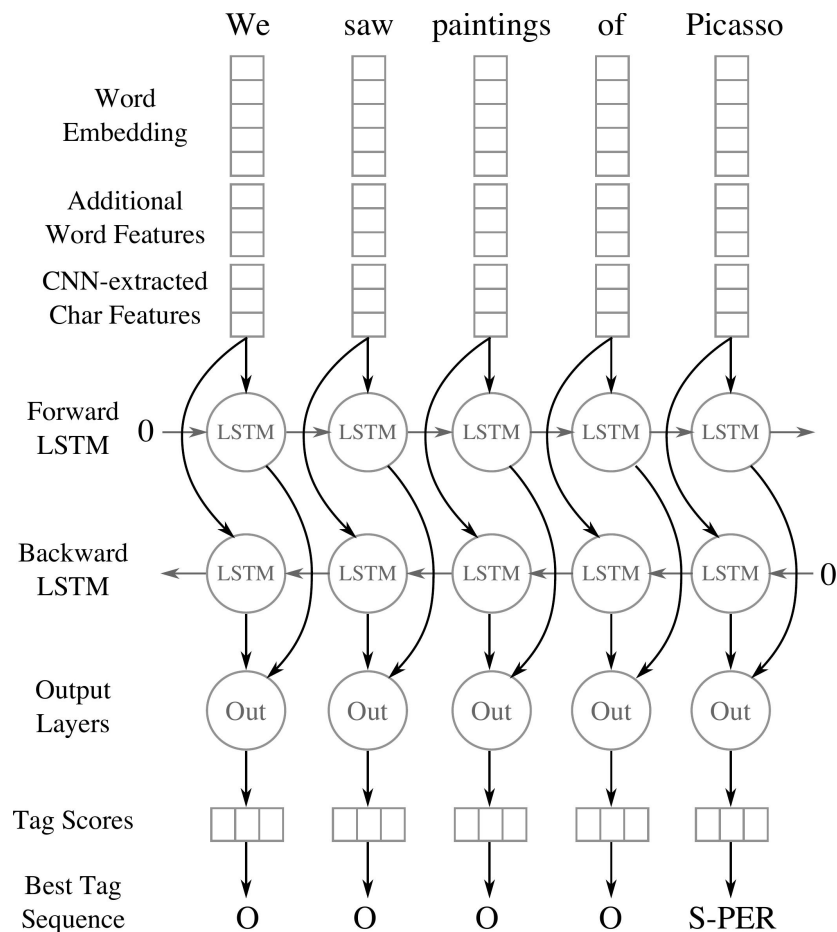 We saw paintings of Picasso
Word
Embedding
Additional
Word Features
CNN-extracted
Char Features
Forward
LSTM
0 LSTM LSTM LSTM LSTM LSTM
Backward
LSTM
LSTM LSTM LSTM LSTM LSTM 0
Output
Layers
Out Out Out Out Out
Tag Scores
Best Tag
Sequence
O O O O S-PER